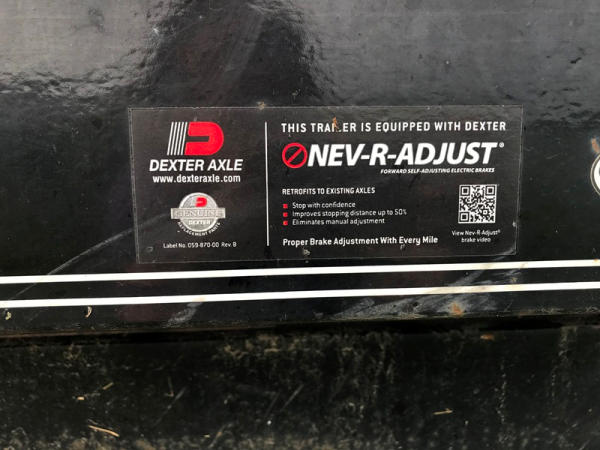 DEXTER AXLE
www.dexteraxle.com
GENUINE
DEXTER
REPLACEMENT PARTS
Label No. 059-870-00 Rev. B
THIS TRAILER IS EQUIPPED WITH DEXTER
NEV-R-ADJUST®
FORWARD SELF-ADJUSTING ELECTRIC BRAKES
RETROFITS TO EXISTING AXLES
Stop with confidence
Improves stopping distance up to 50%
Eliminates manual adjustment
Proper Brake Adjustment With Every Mile
View Nev-R-Adjust®
brake video